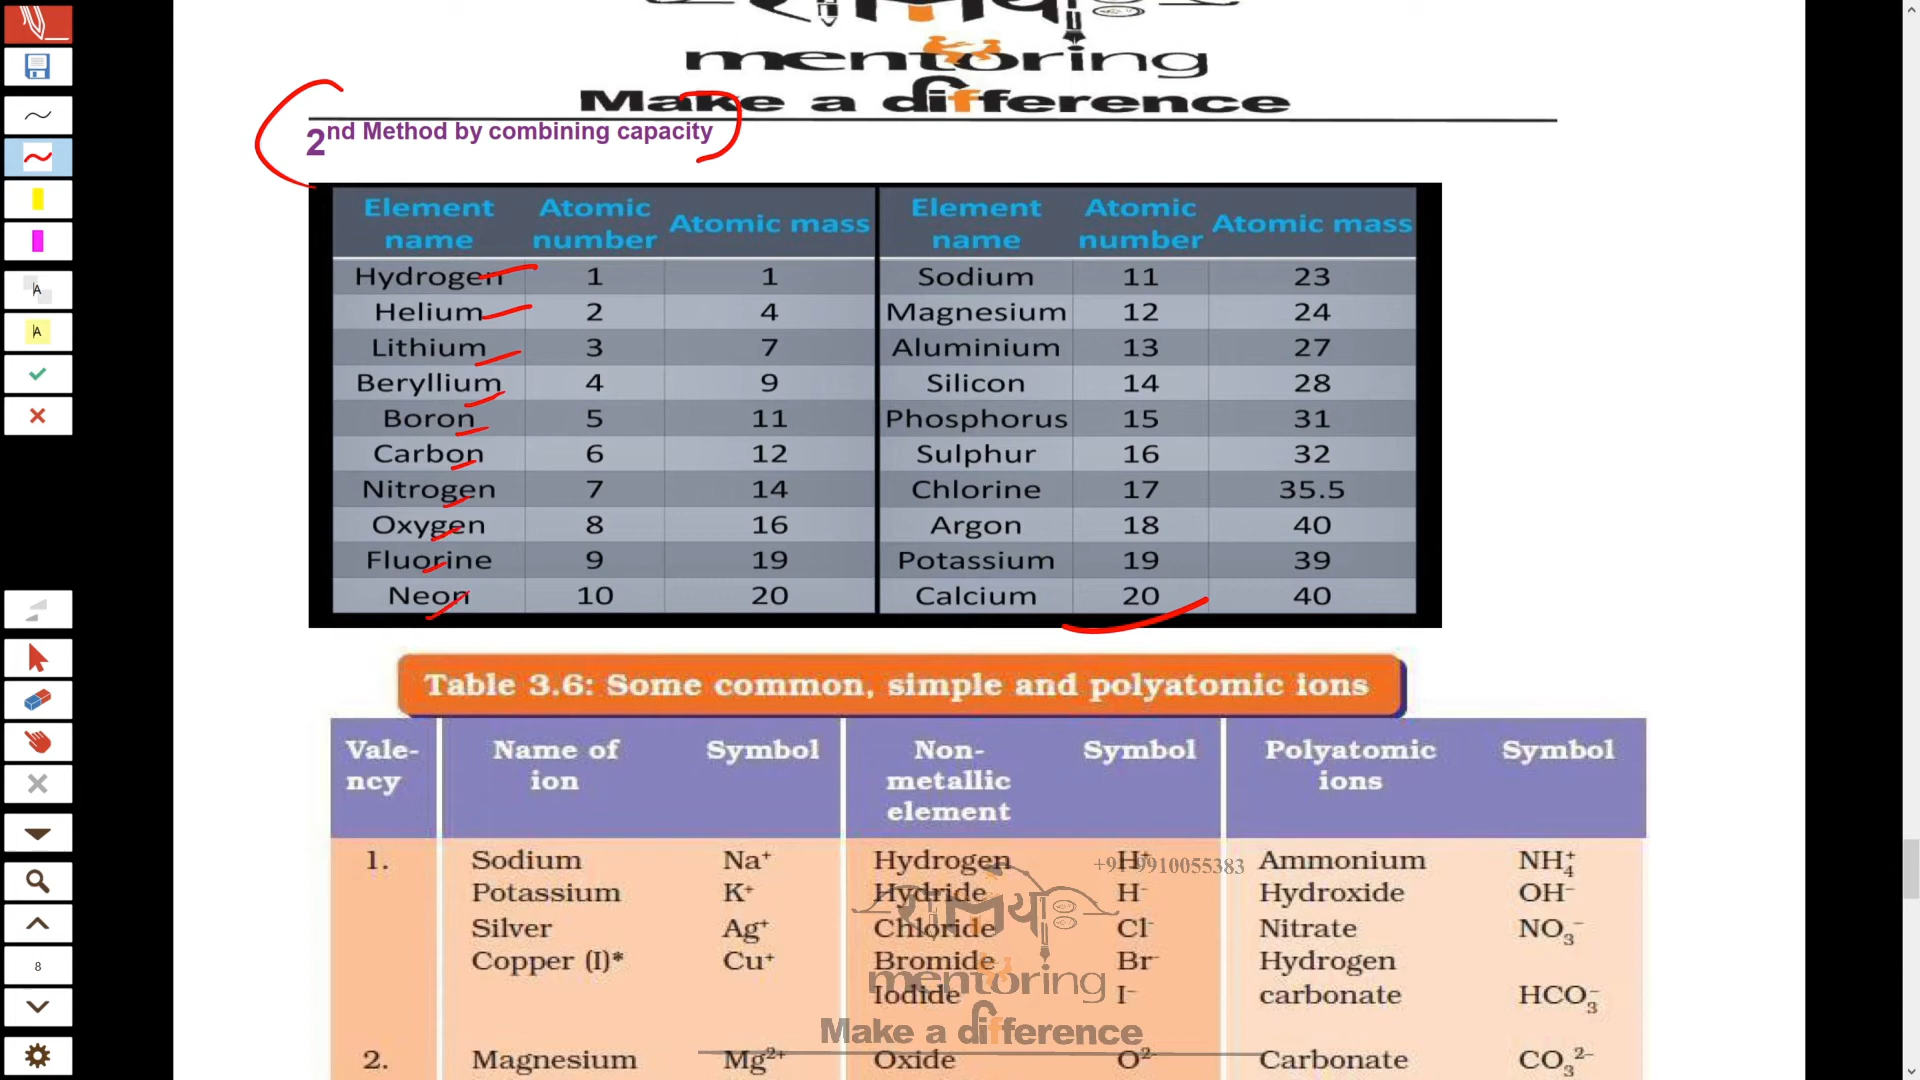 mentoring
Make a difference
2nd Method by combining capacity
Element name Atomic number Atomic mass Element name Atomic number Atomic mass
Hydrogen 1 1 Sodium 11 23
Helium 2 4 Magnesium 12 24
Lithium 3 7 Aluminium 13 27
Beryllium 4 9 Silicon 14 28
Boron 5 11 Phosphorus 15 31
Carbon 6 12 Sulphur 16 32
Nitrogen 7 14 Chlorine 17 35.5
Oxygen 8 16 Argon 18 40
Fluorine 9 19 Potassium 19 39
Neon 10 20 Calcium 20 40
Table 3.6: Some common, simple and polyatomic ions
Vale-ncy Name of ion Symbol Non-metallic element Symbol Polyatomic ions Symbol
1. Sodium Na⁺ Hydrogen H⁺ Ammonium NH₄⁺
Potassium K⁺ Hydride H⁻ Hydroxide OH⁻
Silver Ag⁺ Chloride Cl⁻ Nitrate NO₃⁻
Copper (I)* Cu⁺ Bromide Br⁻ Hydrogen
Iodide I⁻ carbonate HCO₃⁻
2. Magnesium Mg²⁺ Oxide O²⁻ Carbonate CO₃²⁻
mentoring
Make a difference
8